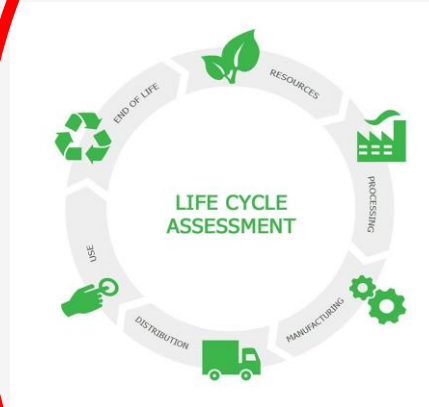 LIFE CYCLE
ASSESSMENT
RESOURCES
PROCESSING
MANUFACTURING
DISTRIBUTION
USE
END OF LIFE